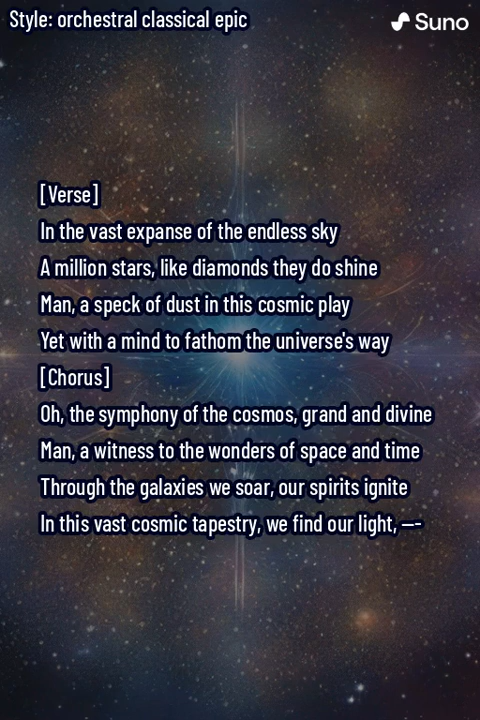 Style: orchestral classical epic
Suno
[Verse]
In the vast expanse of the endless sky
A million stars, like diamonds they do shine
Man, a speck of dust in this cosmic play
Yet with a mind to fathom the universe's way
[Chorus]
Oh, the symphony of the cosmos, grand and divine
Man, a witness to the wonders of space and time
Through the galaxies we soar, our spirits ignite
In this vast cosmic tapestry, we find our light, —-